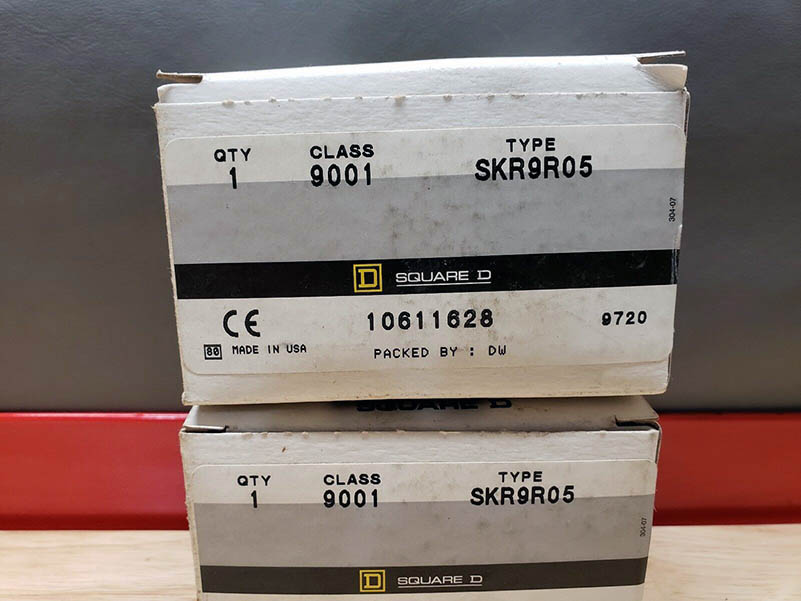 QTY CLASS TYPE
1 9001 SKR9R05
304-07
D SQUARE D
CE 10611628 9720
80 MADE IN USA PACKED BY : DW
SQUARE D
QTY CLASS TYPE
1 9001 SKR9R05
304-07
D SQUARE D